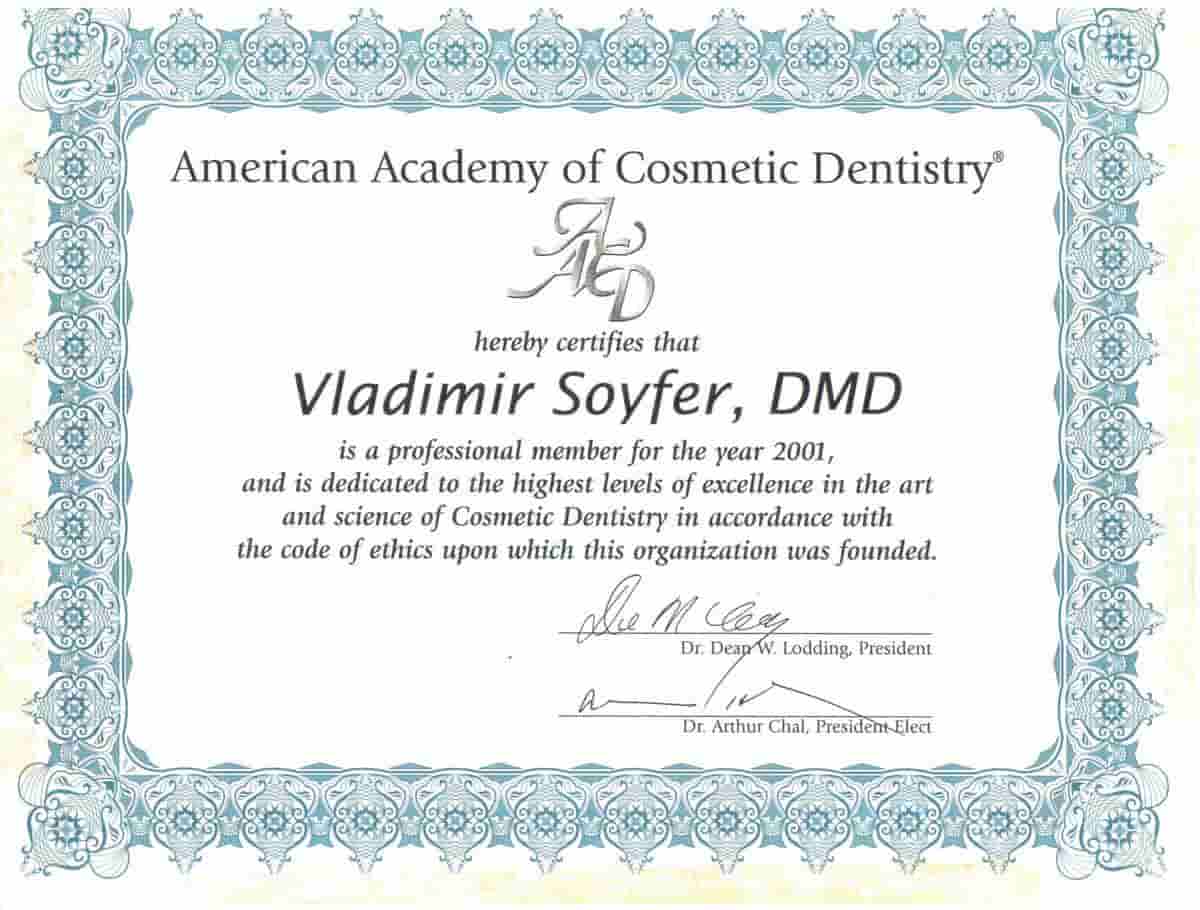 American Academy of Cosmetic Dentistry®
AACD
hereby certifies that
Vladimir Soyfer, DMD
is a professional member for the year 2001,
and is dedicated to the highest levels of excellence in the art
and science of Cosmetic Dentistry in accordance with
the code of ethics upon which this organization was founded.
Dr. Dean W. Lodding, President
Dr. Arthur Chal, President Elect